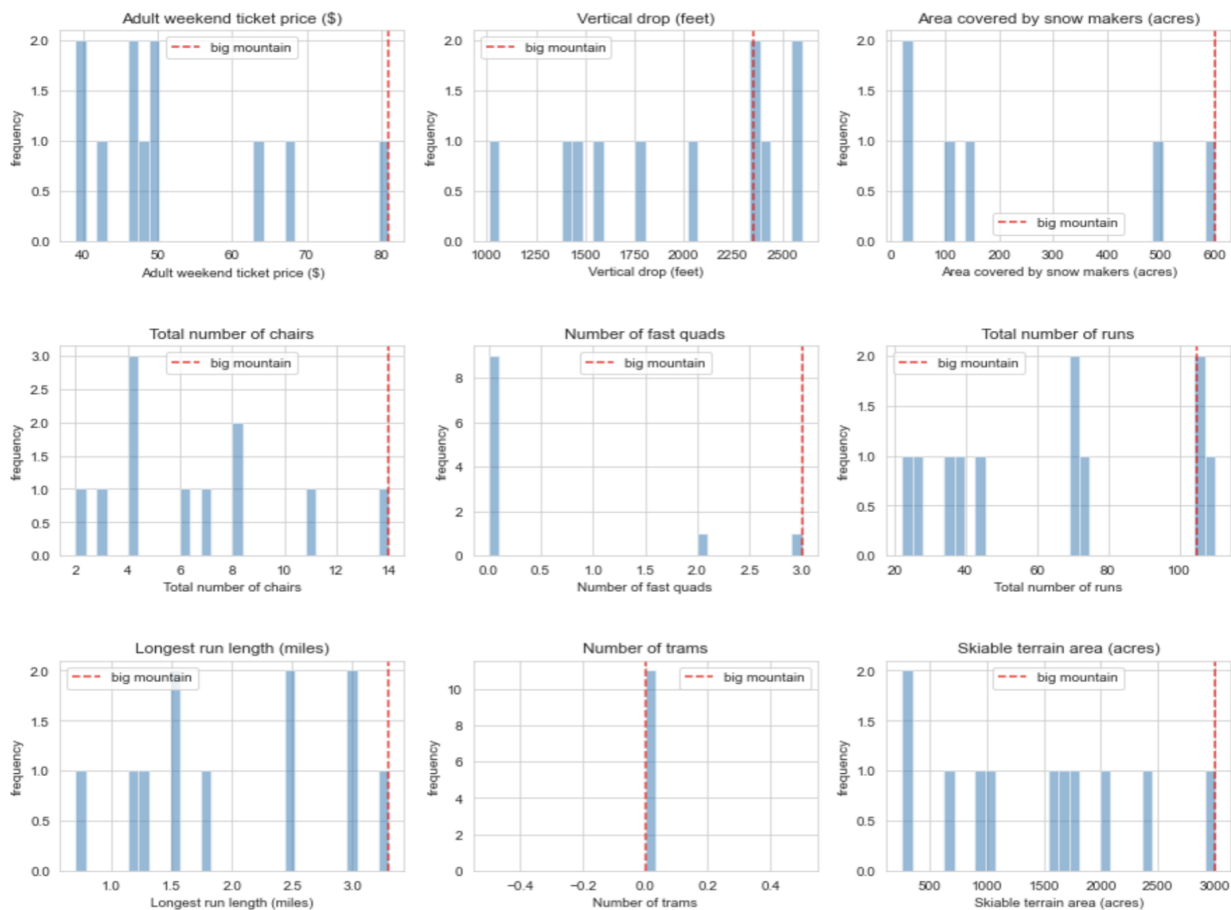 Adult weekend ticket price ($)
big mountain
frequency
2.0
1.5
1.0
0.5
0.0
40 50 60 70 80
Adult weekend ticket price ($)
Vertical drop (feet)
big mountain
frequency
2.0
1.5
1.0
0.5
0.0
1000 1250 1500 1750 2000 2250 2500
Vertical drop (feet)
Area covered by snow makers (acres)
big mountain
frequency
2.0
1.5
1.0
0.5
0.0
0 100 200 300 400 500 600
Area covered by snow makers (acres)
Total number of chairs
big mountain
frequency
3.0
2.5
2.0
1.5
1.0
0.5
0.0
2 4 6 8 10 12 14
Total number of chairs
Number of fast quads
big mountain
frequency
8
6
4
2
0
0.0 0.5 1.0 1.5 2.0 2.5 3.0
Number of fast quads
Total number of runs
big mountain
frequency
2.0
1.5
1.0
0.5
0.0
20 40 60 80 100
Total number of runs
Longest run length (miles)
big mountain
frequency
2.0
1.5
1.0
0.5
0.0
1.0 1.5 2.0 2.5 3.0
Longest run length (miles)
Number of trams
big mountain
frequency
10
8
6
4
2
0
−0.4 −0.2 0.0 0.2 0.4
Number of trams
Skiable terrain area (acres)
big mountain
frequency
2.0
1.5
1.0
0.5
0.0
500 1000 1500 2000 2500 3000
Skiable terrain area (acres)